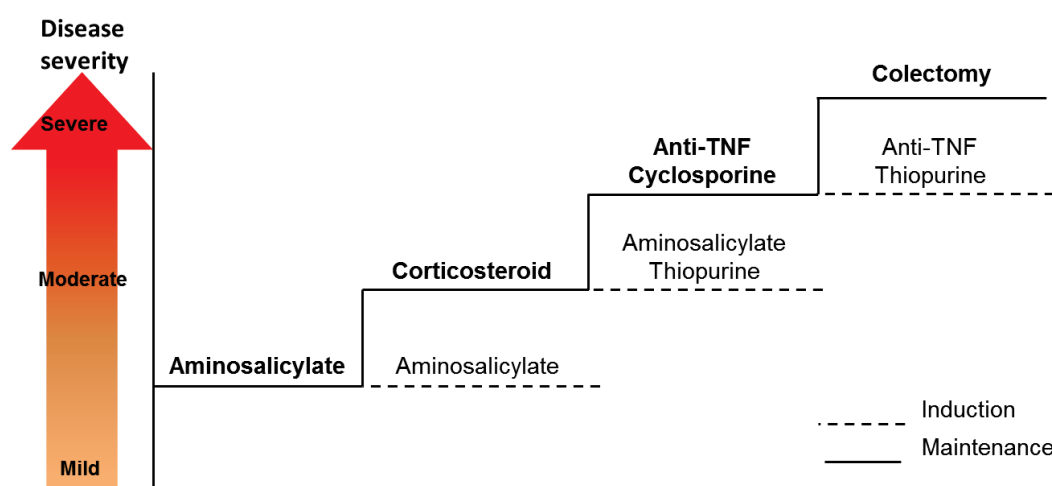 Disease
severity
Severe
Moderate
Mild
Colectomy
Anti-TNF
Cyclosporine
Anti-TNF
Thiopurine
Corticosteroid
Aminosalicylate
Thiopurine
Aminosalicylate
Aminosalicylate
Induction
Maintenance